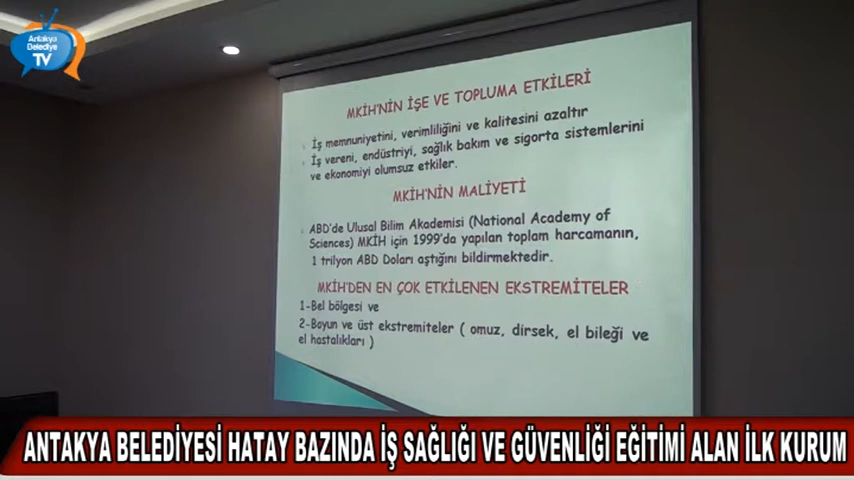 Antakya
Belediye
TV
MKİH'NİN İŞE VE TOPLUMA ETKİLERİ
İş memnuniyetini, verimliliğini ve kalitesini azaltır
İş vereni, endüstriyi, sağlık bakım ve sigorta sistemlerini
ve ekonomiyi olumsuz etkiler.
MKİH'NİN MALİYETİ
ABD'de Ulusal Bilim Akademisi (National Academy of
Sciences) MKİH için 1999'da yapılan toplam harcamanın,
1 trilyon ABD Doları aştığını bildirmektedir.
MKİH'DEN EN ÇOK ETKİLENEN EKSTREMİTELER
1-Bel bölgesi ve
2-Boyun ve üst ekstremiteler ( omuz, dirsek, el bileği ve
el hastalıkları )
ANTAKYA BELEDİYESİ HATAY BAZINDA İŞ SAĞLIĞI VE GÜVENLİĞİ EĞİTİMİ ALAN İLK KURUM